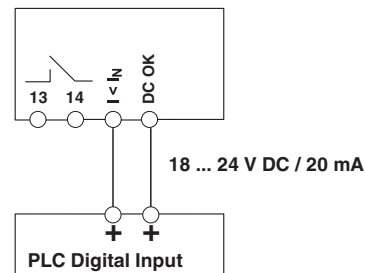 13 14 I < IN DC OK
18 ... 24 V DC / 20 mA
+ +
PLC Digital Input